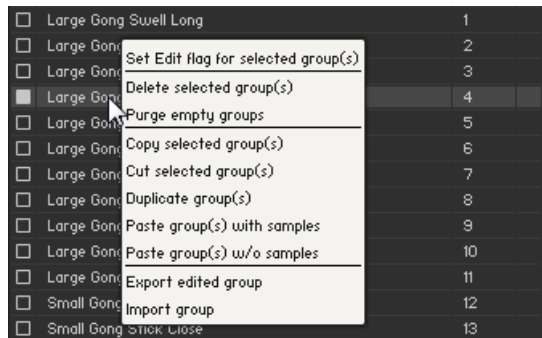 Large Gong Swell Long 1
Large Gong 2
Set Edit flag for selected group(s)
Large Gong 3
Delete selected group(s)
Large Gong 4
Purge empty groups
Large Gong 5
Copy selected group(s)
Large Gong 6
Cut selected group(s)
Large Gong 7
Duplicate group(s)
Large Gong 8
Paste group(s) with samples
Large Gong 9
Paste group(s) w/o samples
Large Gong 10
Export edited group
Large Gong 11
Import group
Small Gong 12
Small Gong Stick Close 13